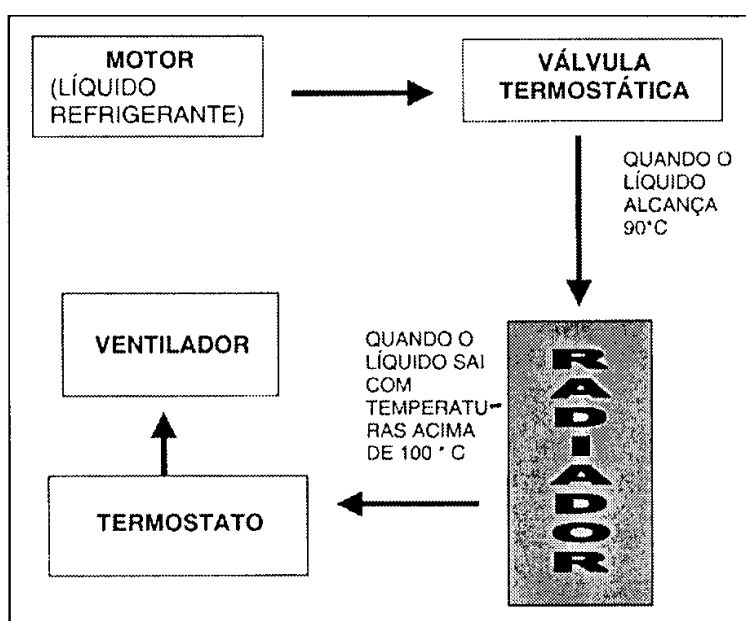 MOTOR
(LÍQUIDO
REFRIGERANTE)
VÁLVULA
TERMOSTÁTICA
QUANDO O
LÍQUIDO
ALCANÇA
90°C
RADIADOR
QUANDO O
LÍQUIDO SAI
COM
TEMPERATU-
RAS ACIMA
DE 100 ° C
TERMOSTATO
VENTILADOR